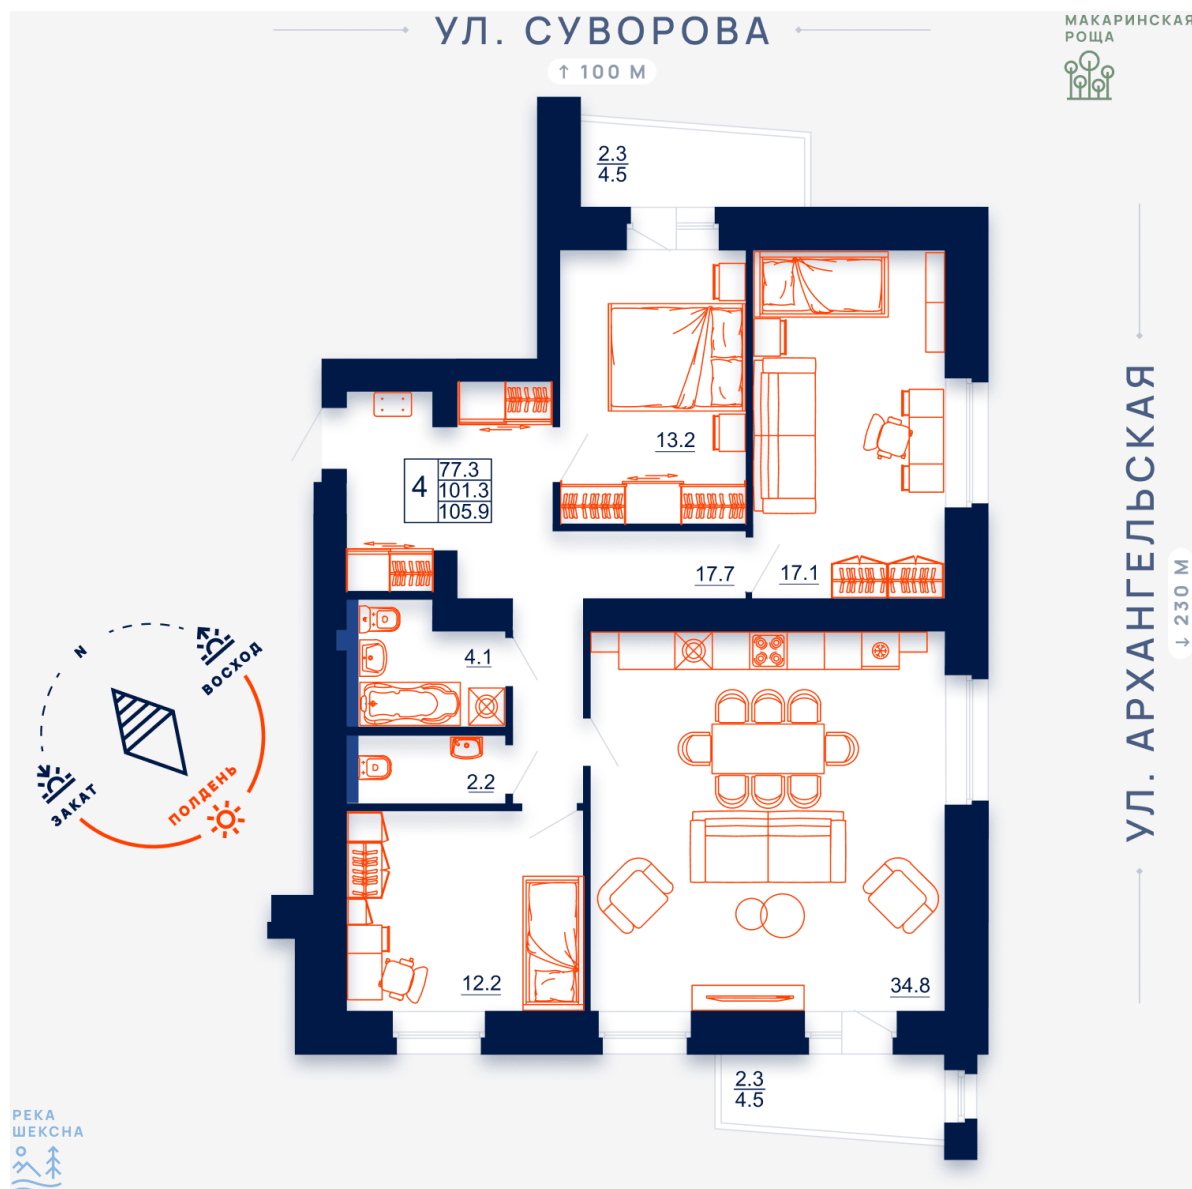 УЛ. СУВОРОВА
↑ 100 М
МАКАРИНСКАЯ
РОЩА
2.3
4.5
13.2
4
77.3
101.3
105.9
17.7
17.1
4.1
2.2
12.2
34.8
2.3
4.5
УЛ. АРХАНГЕЛЬСКАЯ
↓ 230 М
N
ВОСХОД
ПОЛДЕНЬ
ЗАКАТ
РЕКА
ШЕКСНА